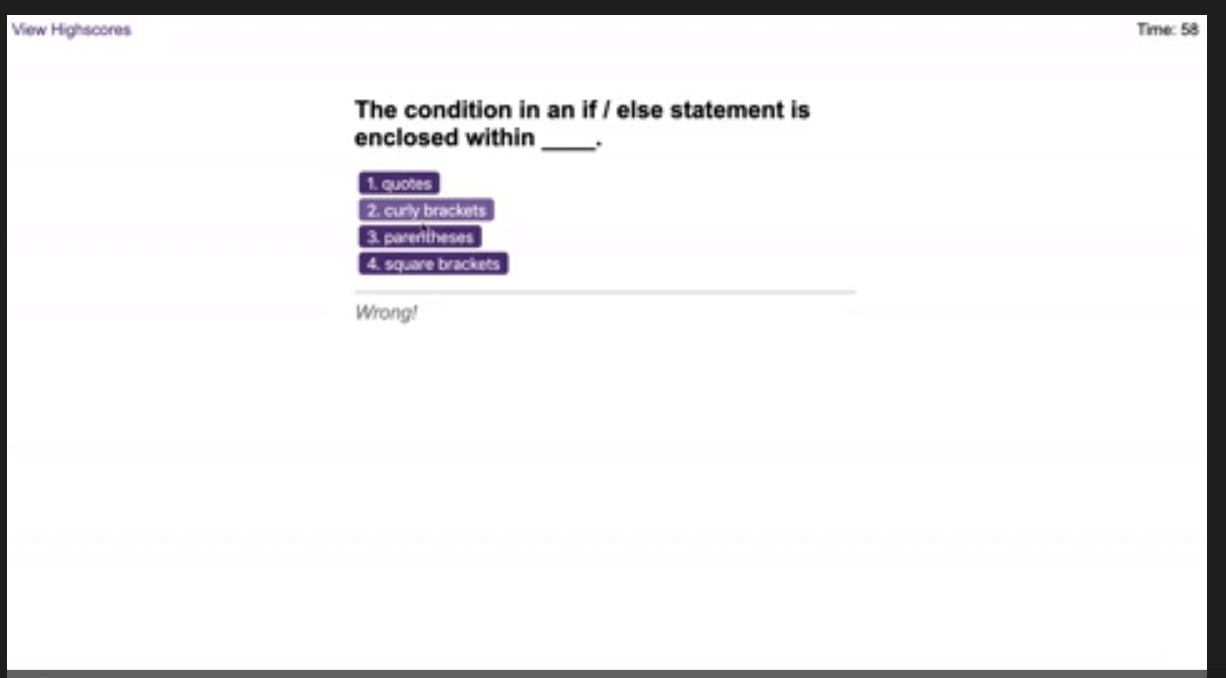 View Highscores
Time: 58
The condition in an if / else statement is
enclosed within ____.
1. quotes
2. curly brackets
3. parentheses
4. square brackets
Wrong!